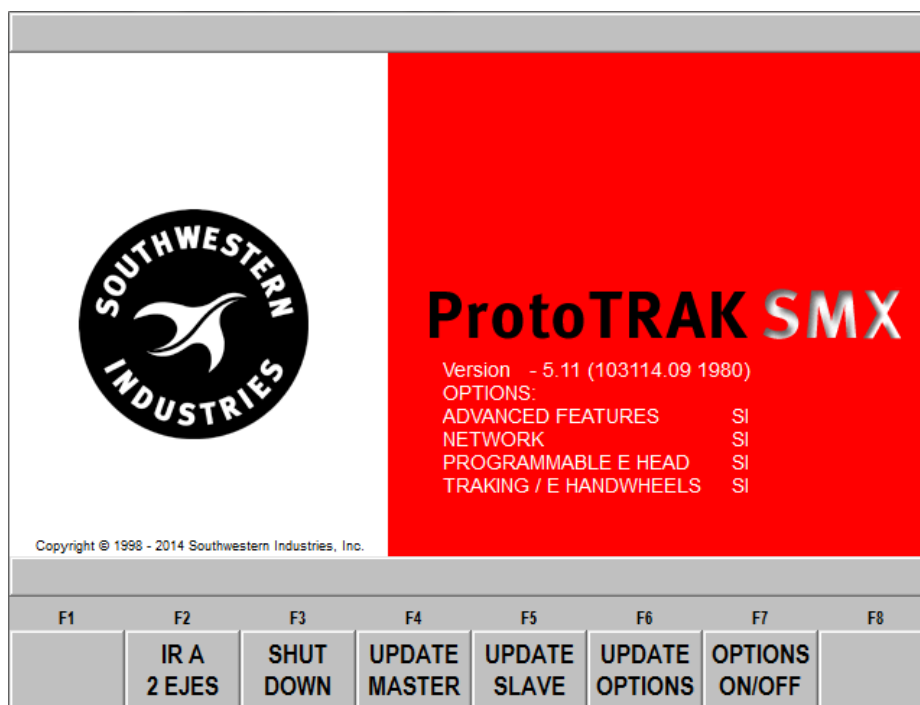 SOUTHWESTERN
INDUSTRIES
ProtoTRAK SMX
Version - 5.11 (103114.09 1980)
OPTIONS:
ADVANCED FEATURES SI
NETWORK SI
PROGRAMMABLE E HEAD SI
TRAKING / E HANDWHEELS SI
Copyright © 1998 - 2014 Southwestern Industries, Inc.
F1 F2 F3 F4 F5 F6 F7 F8
IR A SHUT UPDATE UPDATE UPDATE OPTIONS
2 EJES DOWN MASTER SLAVE OPTIONS ON/OFF